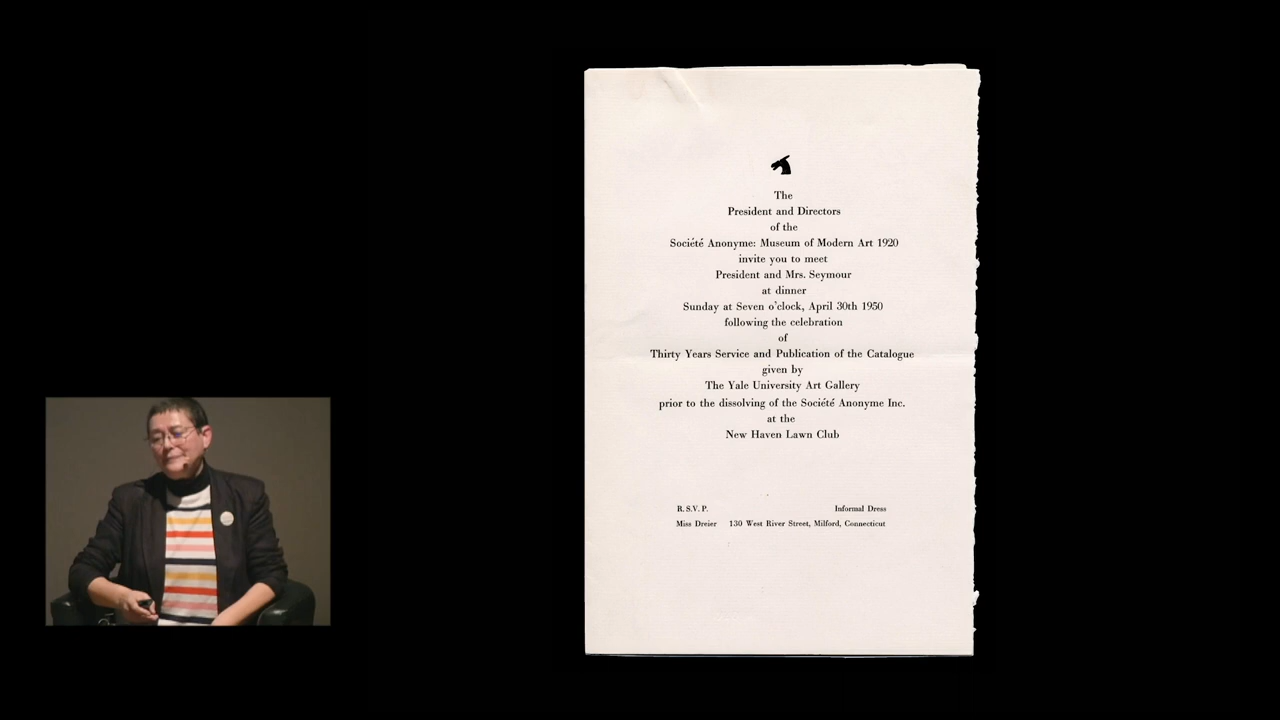 The
President and Directors
of the
Société Anonyme: Museum of Modern Art 1920
invite you to meet
President and Mrs. Seymour
at dinner
Sunday at Seven o'clock, April 30th 1950
following the celebration
of
Thirty Years Service and Publication of the Catalogue
given by
The Yale University Art Gallery
prior to the dissolving of the Société Anonyme Inc.
at the
New Haven Lawn Club
R. S. V. P. Informal Dress
Miss Dreier 130 West River Street, Milford, Connecticut